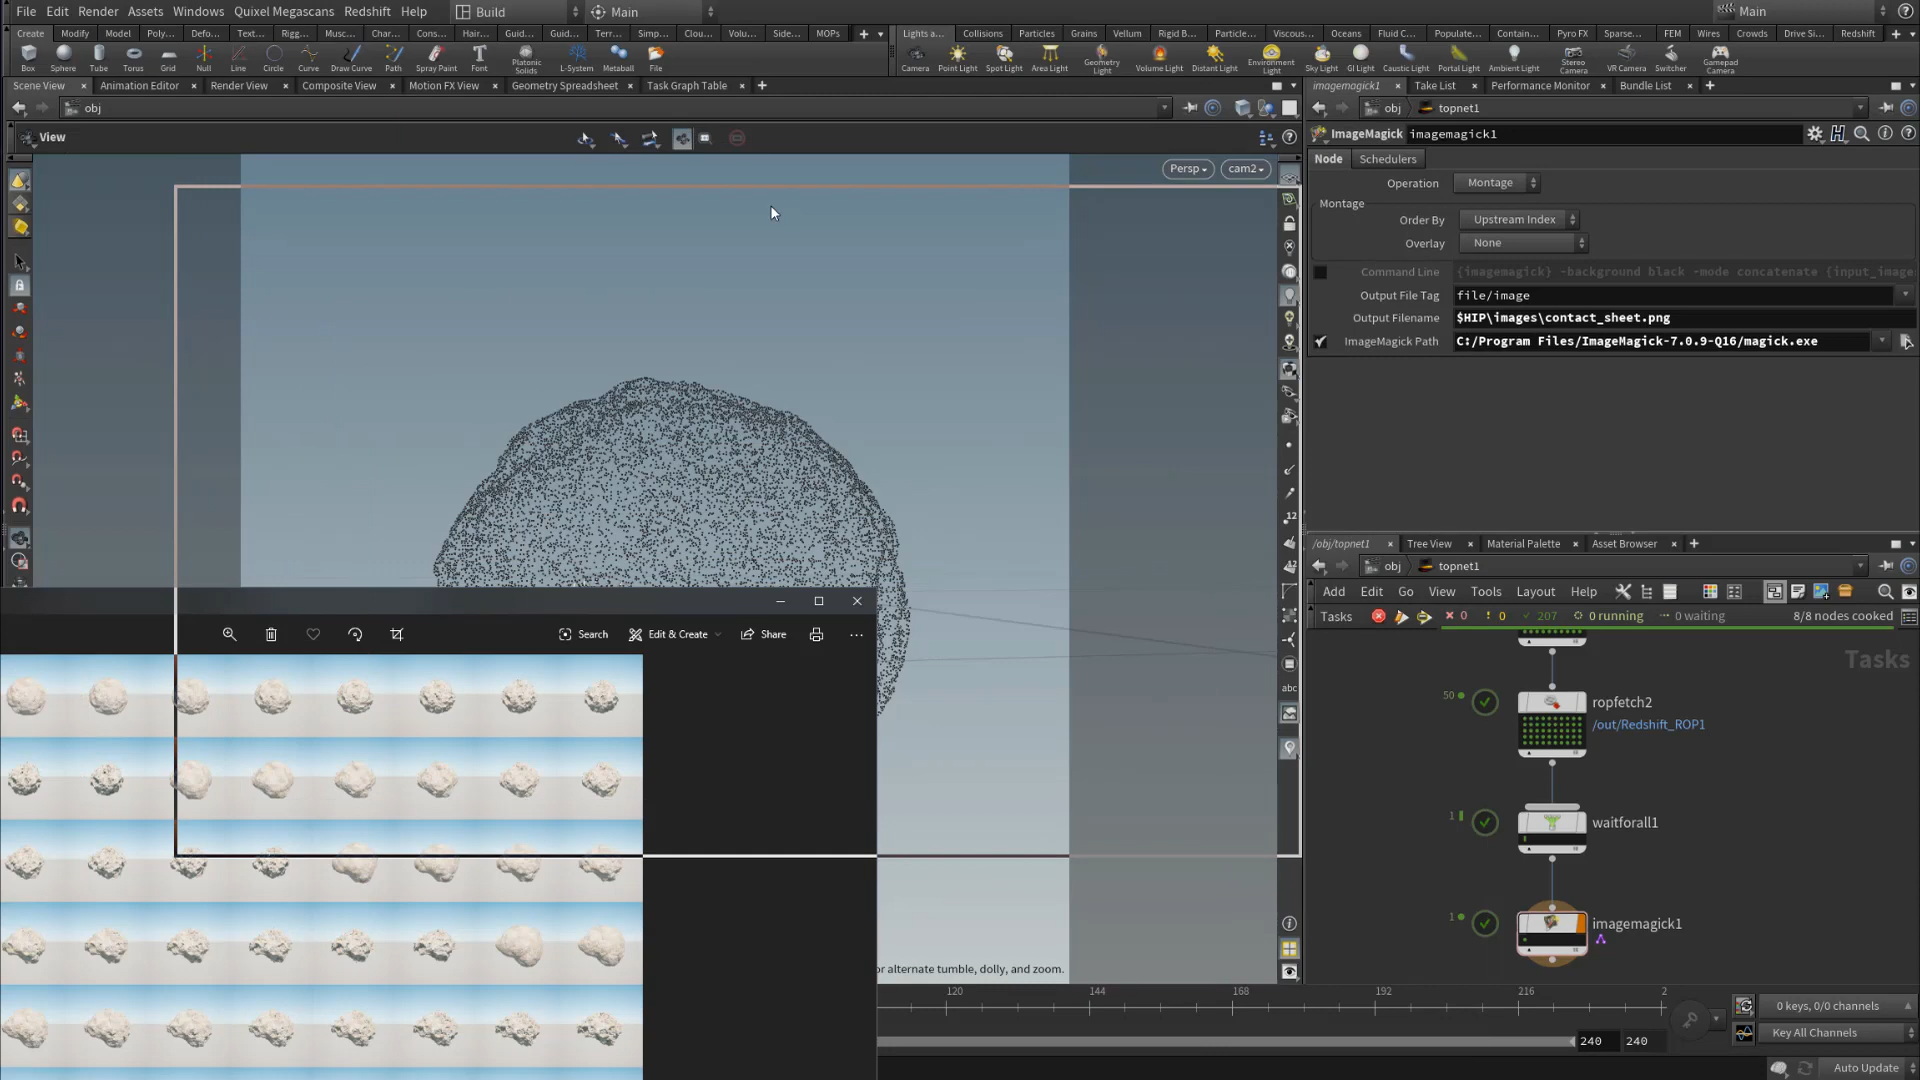 File Edit Render Assets Windows Quixel Megascans Redshift Help Build Main Main
Create Modify Model Poly... Defo... Text... Rigg... Musc... Char... Cons... Hair... Guid... Guid... Terr... Simp... Clou... Volu... Side... MOPs
Lights a... Collisions Particles Grains Vellum Rigid B... Particle... Viscous... Oceans Fluid C... Populate... Contain... Pyro FX Sparse... FEM Wires Crowds Drive Si... Redshift
Box Sphere Tube Torus Grid Null Line Circle Curve Draw Curve Path Spray Paint Font Platonic Solids L-System Metaball File
Camera Point Light Spot Light Area Light Geometry Light Volume Light Distant Light Environment Light Sky Light GI Light Caustic Light Portal Light Ambient Light Stereo Camera VR Camera Switcher Gamepad Camera
Scene View Animation Editor Render View Composite View Motion FX View Geometry Spreadsheet Task Graph Table
obj
View
Persp cam2
imagemagick1 Take List Performance Monitor Bundle List
obj topnet1
ImageMagick imagemagick1
Node Schedulers
Operation Montage
Montage
Order By Upstream Index
Overlay None
Command Line {imagemagick} -background black -mode concatenate {input_image
Output File Tag file/image
Output Filename $HIP\images\contact_sheet.png
ImageMagick Path C:/Program Files/ImageMagick-7.0.9-Q16/magick.exe
12
abc
/obj/topnet1 Tree View Material Palette Asset Browser
obj topnet1
Add Edit Go View Tools Layout Help
Tasks 0 0 207 0 running 0 waiting 8/8 nodes cooked
Tasks
50 ropfetch2
/out/Redshift_ROP1
1 waitforall1
1 imagemagick1
Search Edit & Create Share
or alternate tumble, dolly, and zoom.
120 144 168 192 216 2
240 240
0 keys, 0/0 channels
Key All Channels
Auto Update